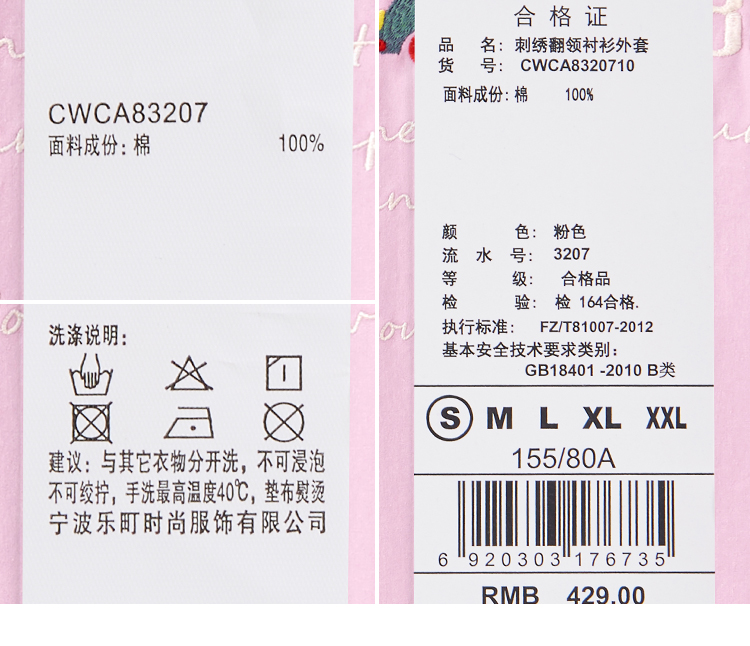 CWCA83207
面料成份：棉 100%
洗涤说明：
建议：与其它衣物分开洗，不可浸泡
不可绞拧，手洗最高温度40℃，垫布熨烫
宁波乐町时尚服饰有限公司
合格证
品 名：刺绣翻领衬衫外套
货 号：CWCA8320710
面料成份：棉 100%
颜 色：粉色
流 水 号：3207
等 级：合格品
检 验：检 164合格.
执行标准：FZ/T81007-2012
基本安全技术要求类别：
GB18401 -2010 B类
S M L XL XXL
155/80A
6 920303 176735
RMB 429.00